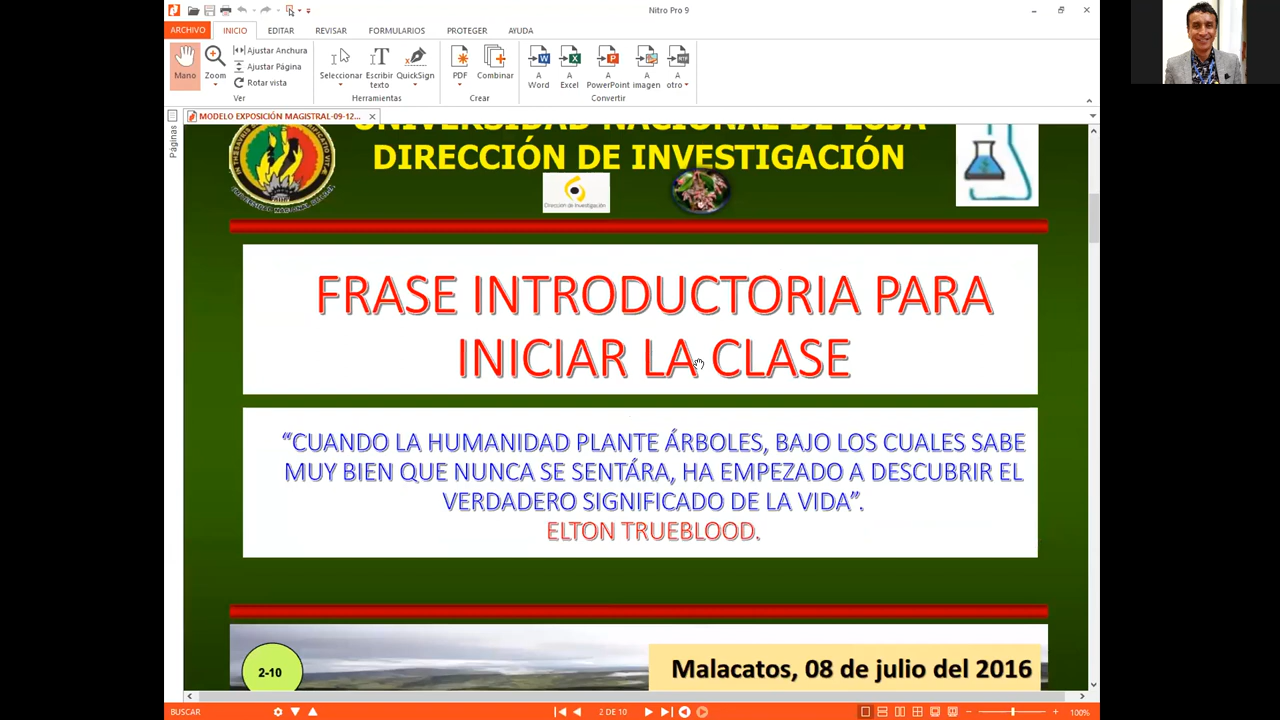 Nitro Pro 9
ARCHIVO INICIO EDITAR REVISAR FORMULARIOS PROTEGER AYUDA
Mano
Zoom
Ajustar Anchura
Ajustar Página
Rotar vista
Ver
Seleccionar
Escribir texto
QuickSign
Herramientas
PDF
Combinar
Crear
A Word
A Excel
A PowerPoint
A imagen
A otro
Convertir
Páginas
MODELO EXPOSICIÓN MAGISTRAL-09-12...
UNIVERSIDAD NACIONAL DE LOJA
DIRECCIÓN DE INVESTIGACIÓN
Dirección de Investigación
FRASE INTRODUCTORIA PARA
INICIAR LA CLASE
“CUANDO LA HUMANIDAD PLANTE ÁRBOLES, BAJO LOS CUALES SABE
MUY BIEN QUE NUNCA SE SENTÁRA, HA EMPEZADO A DESCUBRIR EL
VERDADERO SIGNIFICADO DE LA VIDA”.
ELTON TRUEBLOOD.
2-10
Malacatos, 08 de julio del 2016
BUSCAR
2 DE 10
100%